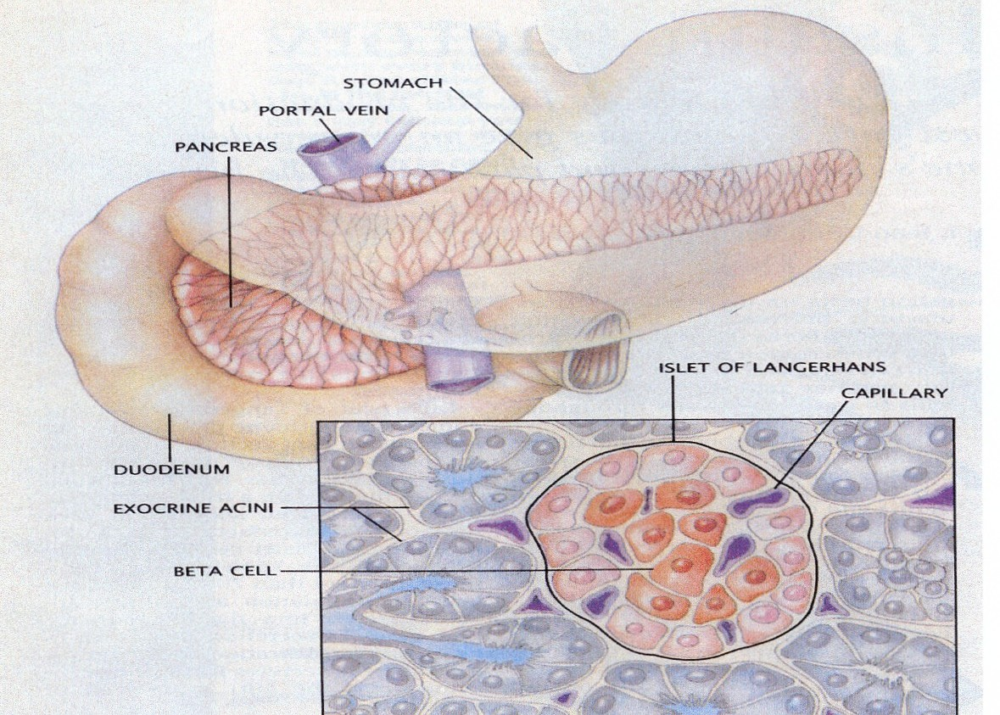 STOMACH
PORTAL VEIN
PANCREAS
ISLET OF LANGERHANS
CAPILLARY
DUODENUM
EXOCRINE ACINI
BETA CELL